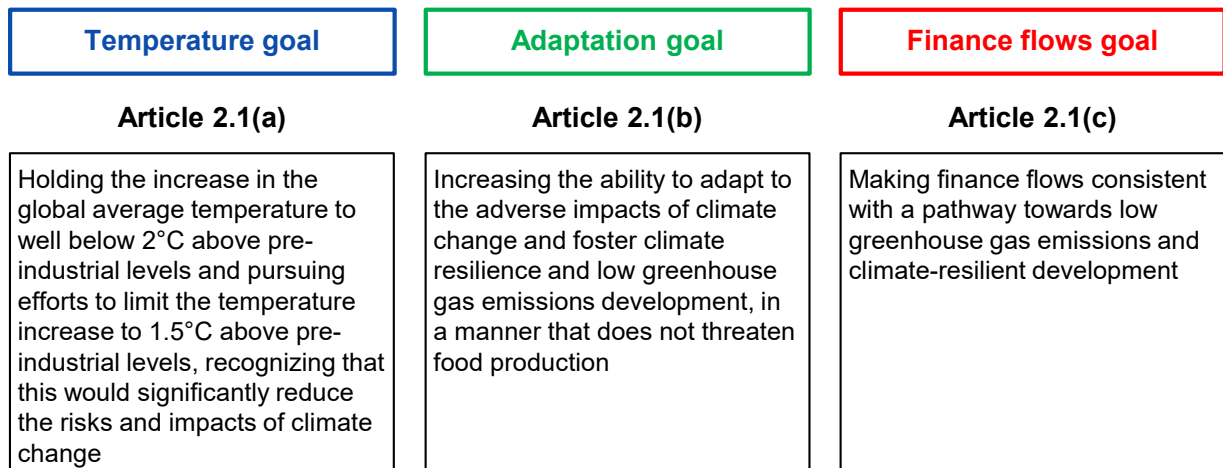 Temperature goal
Article 2.1(a)
Holding the increase in the
global average temperature to
well below 2°C above pre-
industrial levels and pursuing
efforts to limit the temperature
increase to 1.5°C above pre-
industrial levels, recognizing that
this would significantly reduce
the risks and impacts of climate
change
Adaptation goal
Article 2.1(b)
Increasing the ability to adapt to
the adverse impacts of climate
change and foster climate
resilience and low greenhouse
gas emissions development, in
a manner that does not threaten
food production
Finance flows goal
Article 2.1(c)
Making finance flows consistent
with a pathway towards low
greenhouse gas emissions and
climate-resilient development